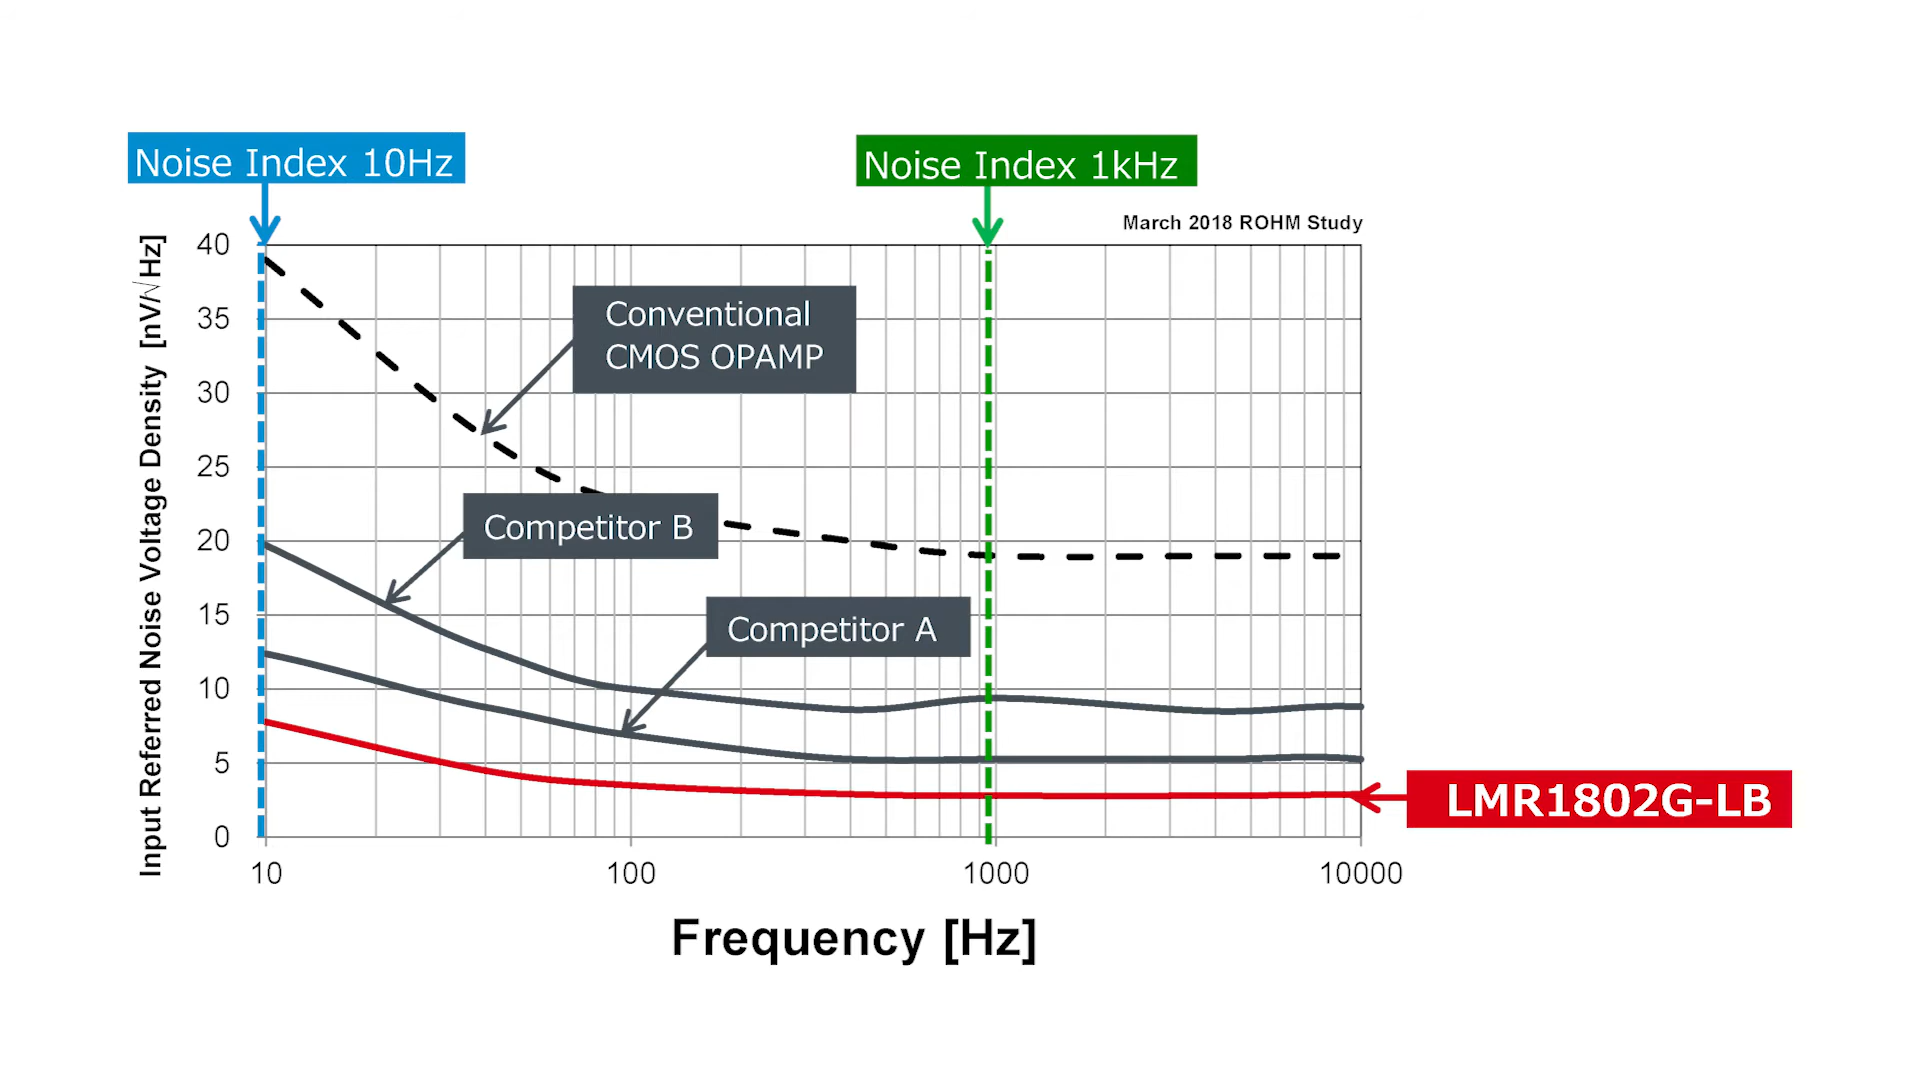 Noise Index 10Hz
Noise Index 1kHz
March 2018 ROHM Study
Input Referred Noise Voltage Density [nV/√Hz]
40
35
30
25
20
15
10
5
0
Conventional
CMOS OPAMP
Competitor B
Competitor A
LMR1802G-LB
10
100
1000
10000
Frequency [Hz]